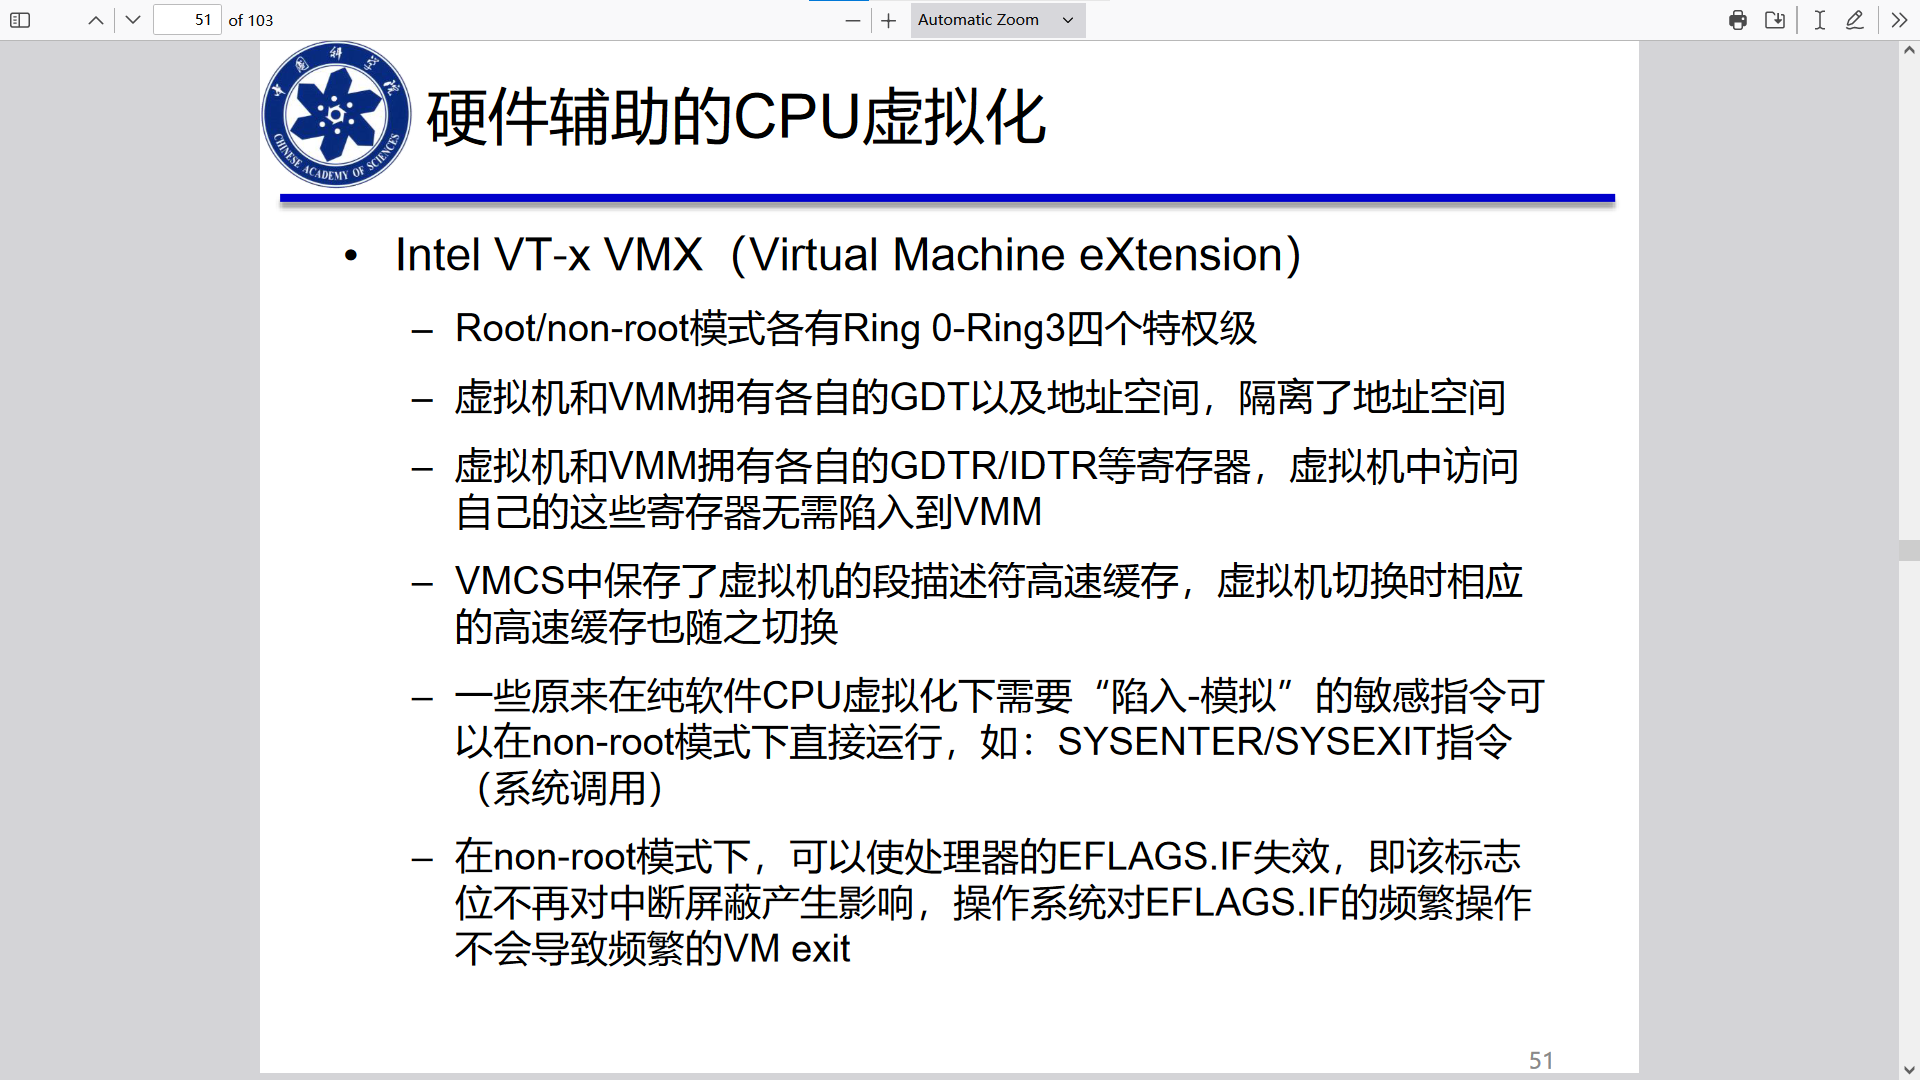 51 of 103
Automatic Zoom
中国科学院
CHINESE ACADEMY OF SCIENCES
硬件辅助的CPU虚拟化
• Intel VT-x VMX（Virtual Machine eXtension）
– Root/non-root模式各有Ring 0-Ring3四个特权级
– 虚拟机和VMM拥有各自的GDT以及地址空间，隔离了地址空间
– 虚拟机和VMM拥有各自的GDTR/IDTR等寄存器，虚拟机中访问
自己的这些寄存器无需陷入到VMM
– VMCS中保存了虚拟机的段描述符高速缓存，虚拟机切换时相应
的高速缓存也随之切换
– 一些原来在纯软件CPU虚拟化下需要“陷入-模拟”的敏感指令可
以在non-root模式下直接运行，如：SYSENTER/SYSEXIT指令
（系统调用）
– 在non-root模式下，可以使处理器的EFLAGS.IF失效，即该标志
位不再对中断屏蔽产生影响，操作系统对EFLAGS.IF的频繁操作
不会导致频繁的VM exit
51